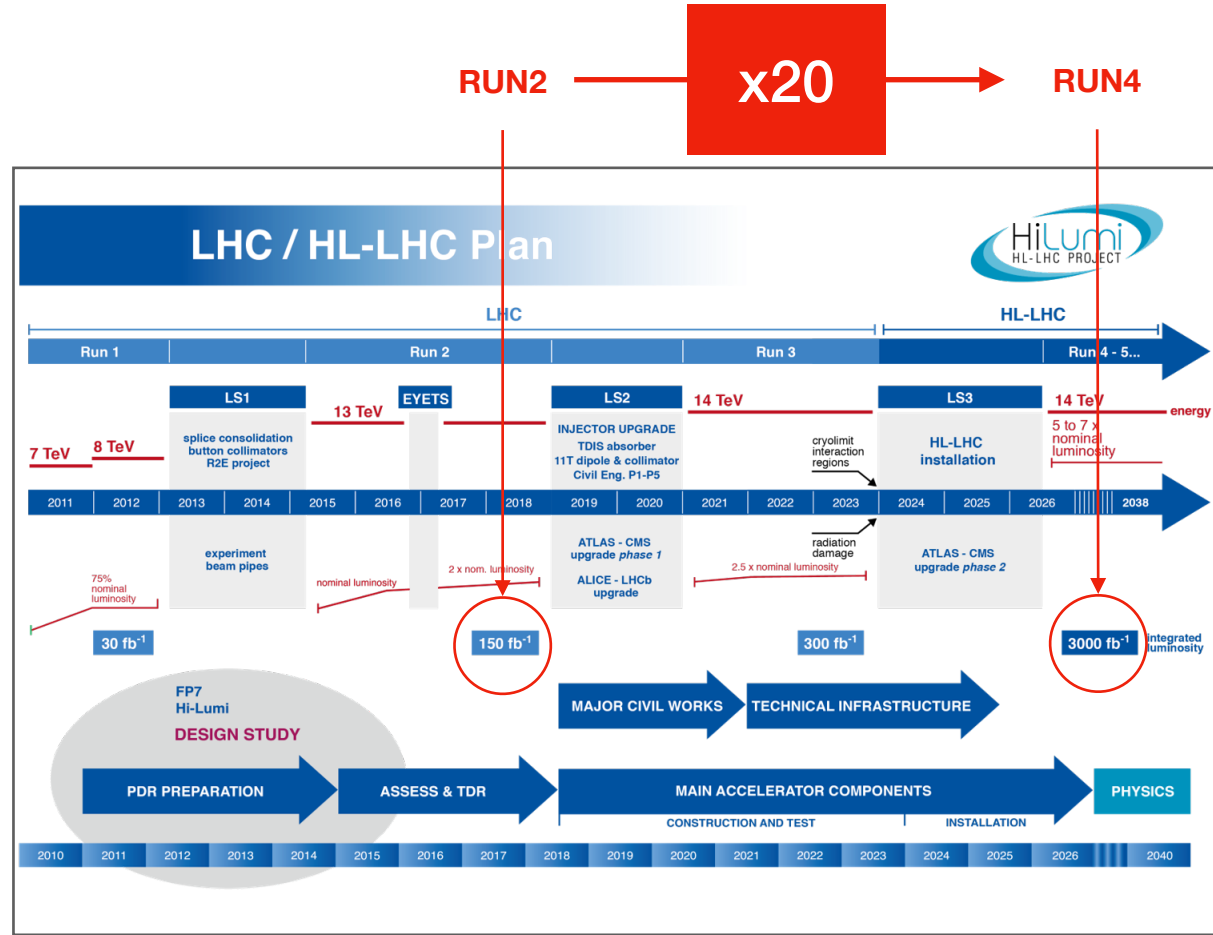 RUN2
x20
RUN4
LHC / HL-LHC Plan
HiLumi
HL-LHC PROJECT
LHC
HL-LHC
Run 1
Run 2
Run 3
Run 4 - 5...
LS1
EYETS
LS2
LS3
7 TeV
8 TeV
13 TeV
14 TeV
14 TeV
energy
splice consolidation
button collimators
R2E project
INJECTOR UPGRADE
TDIS absorber
11T dipole & collimator
Civil Eng. P1-P5
cryolimit
interaction
regions
HL-LHC
installation
5 to 7 x
nominal
luminosity
2011 2012 2013 2014 2015 2016 2017 2018 2019 2020 2021 2022 2023 2024 2025 2026 2038
experiment
beam pipes
ATLAS - CMS
upgrade phase 1
ALICE - LHCb
upgrade
radiation
damage
ATLAS - CMS
upgrade phase 2
75%
nominal
luminosity
nominal luminosity
2 x nom. luminosity
2.5 x nominal luminosity
30 fb⁻¹
150 fb⁻¹
300 fb⁻¹
3000 fb⁻¹
integrated
luminosity
FP7
Hi-Lumi
DESIGN STUDY
MAJOR CIVIL WORKS
TECHNICAL INFRASTRUCTURE
PDR PREPARATION
ASSESS & TDR
MAIN ACCELERATOR COMPONENTS
PHYSICS
CONSTRUCTION AND TEST
INSTALLATION
2010 2011 2012 2013 2014 2015 2016 2017 2018 2019 2020 2021 2022 2023 2024 2025 2026 2040